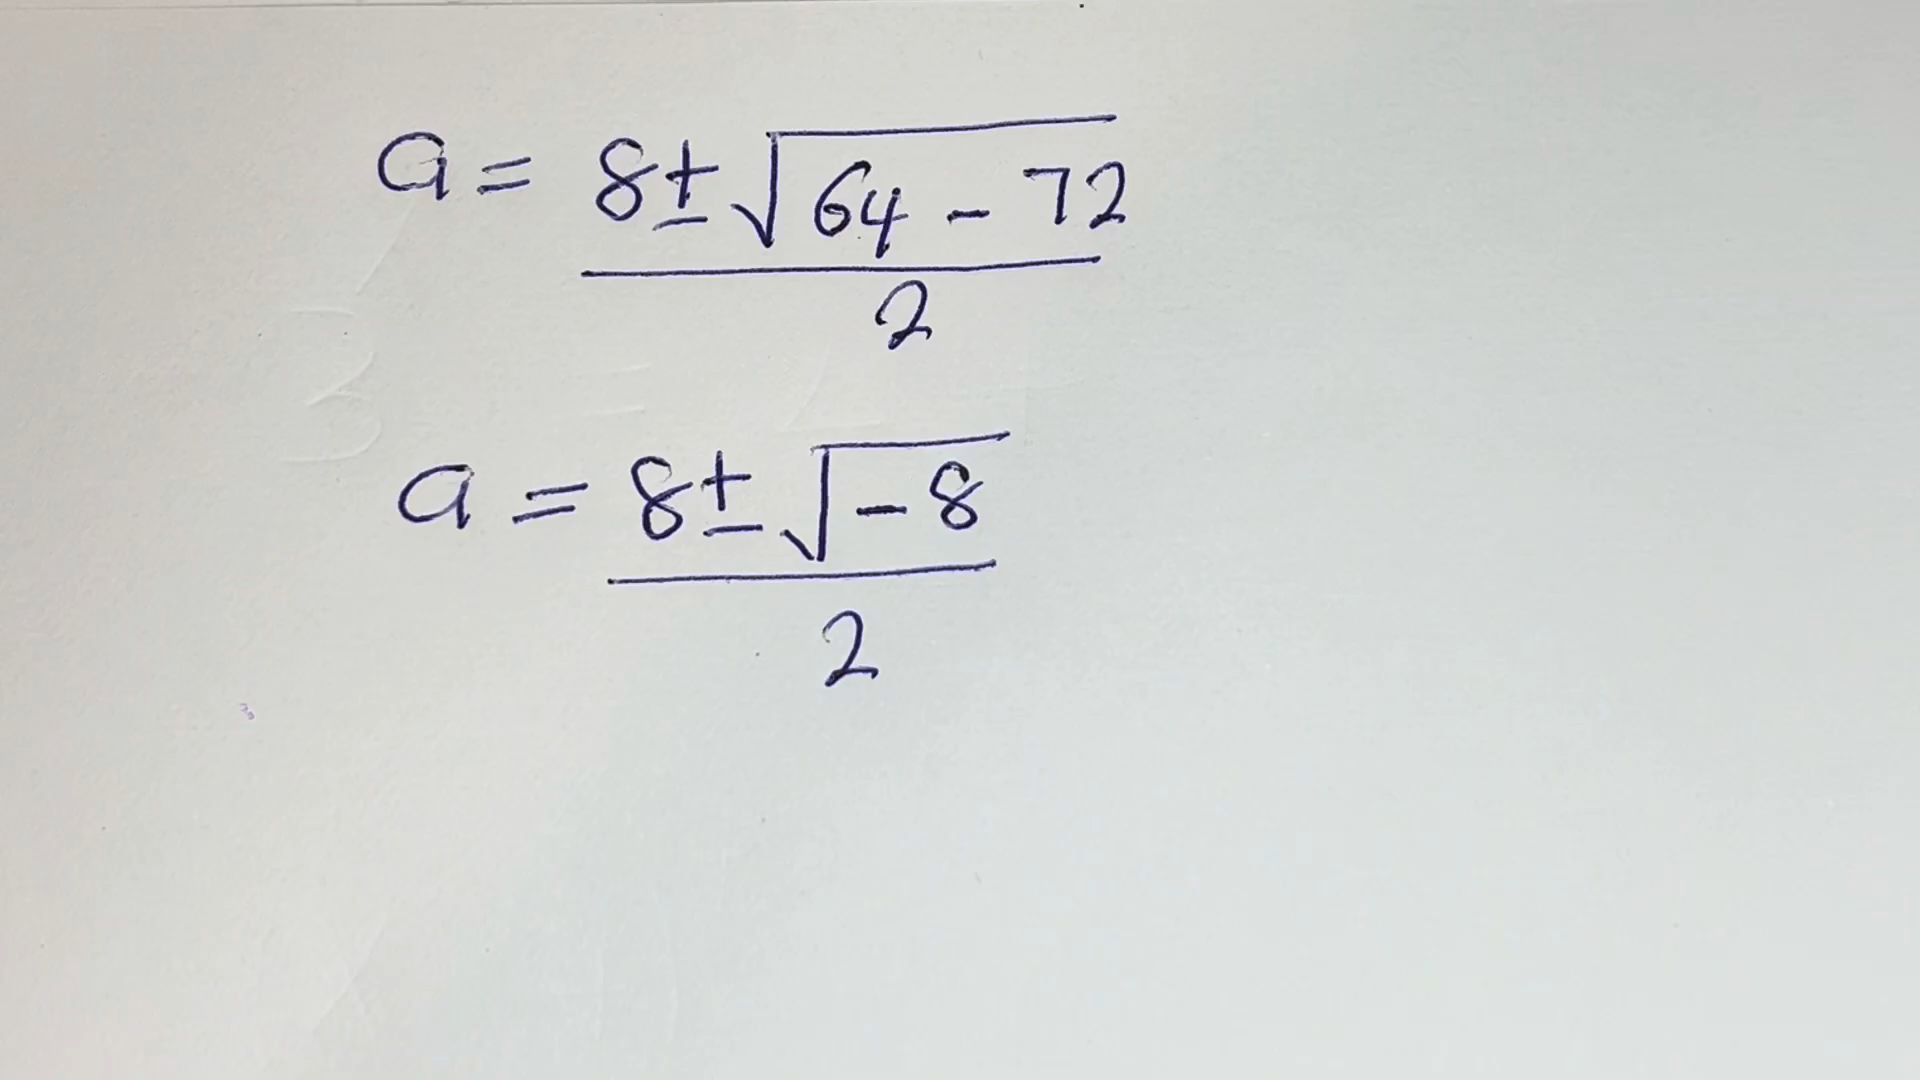 a = 8 ± √64 - 72 / 2
a = 8 ± √-8 / 2